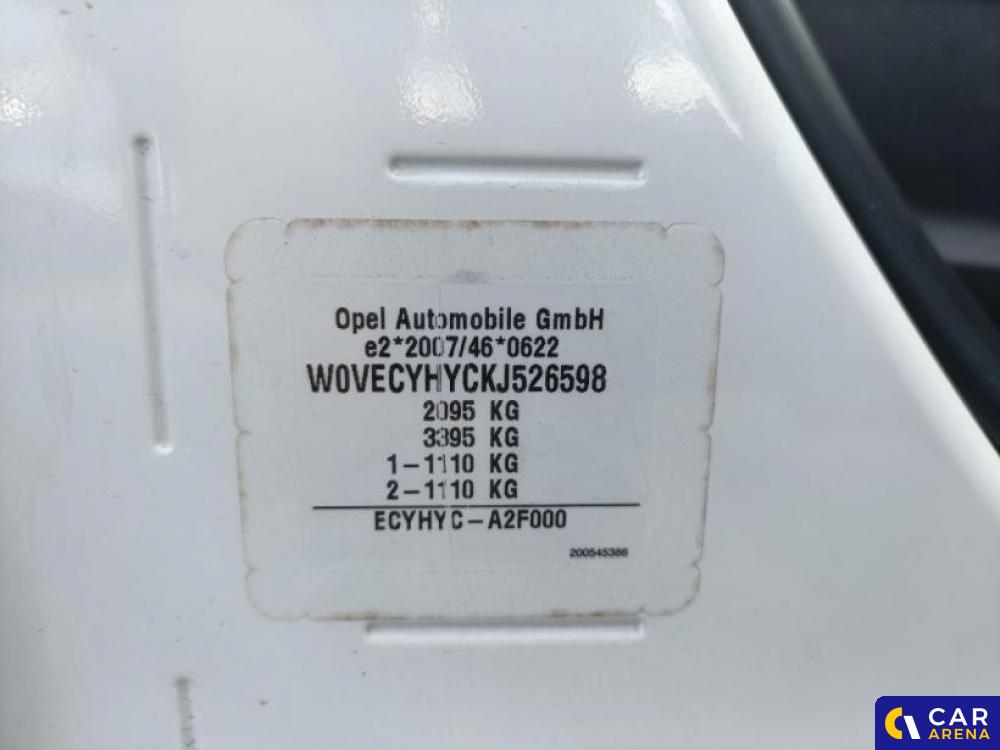 Opel Automobile GmbH
e2*2007/46*0622
W0VECYHYCKJ526598
2095 KG
3395 KG
1-1110 KG
2-1110 KG
ECYHYC-A2F000
200545386
CAR
ARENA